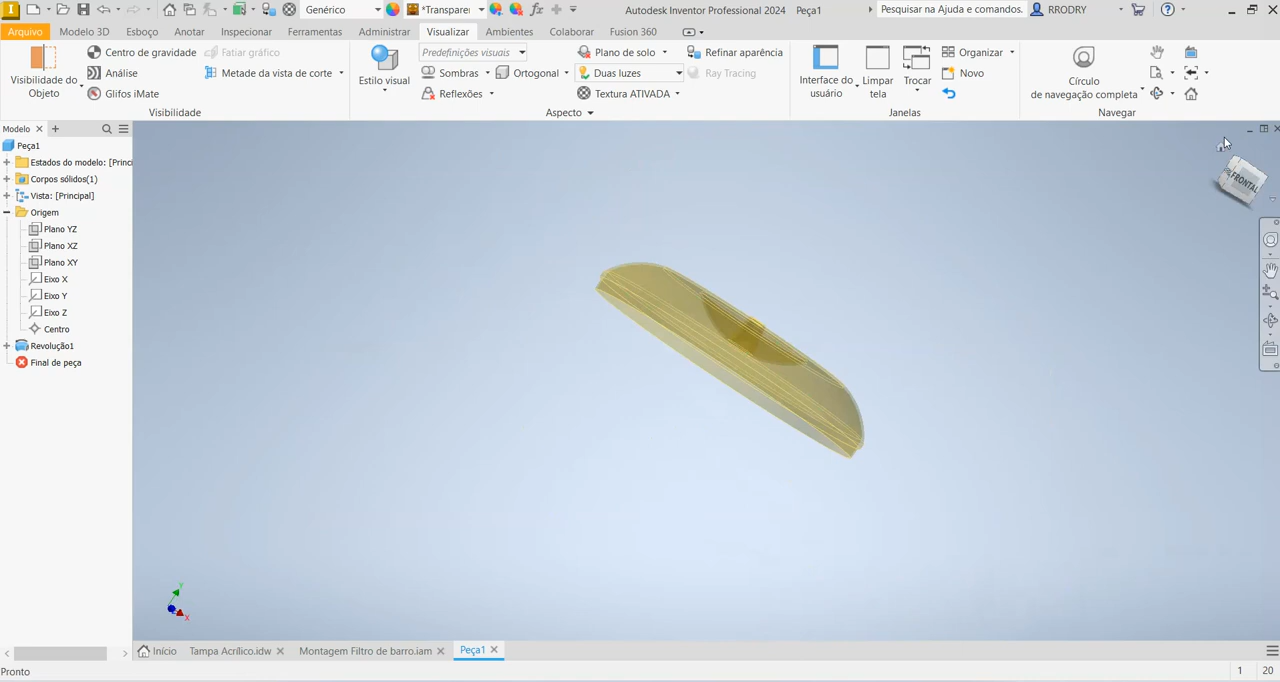 Genérico
*Transparer
Autodesk Inventor Professional 2024 Peça1
Pesquisar na Ajuda e comandos.
RRODRY
Arquivo Modelo 3D Esboço Anotar Inspecionar Ferramentas Administrar Visualizar Ambientes Colaborar Fusion 360
Visibilidade do
Objeto
Centro de gravidade
Análise
Glifos iMate
Fatiar gráfico
Metade da vista de corte
Visibilidade
Estilo visual
Predefinições visuais
Sombras
Reflexões
Ortogonal
Plano de solo
Duas luzes
Textura ATIVADA
Refinar aparência
Ray Tracing
Aspecto
Interface do
usuário
Limpar
tela
Trocar
Organizar
Novo
Janelas
Círculo
de navegação completa
Navegar
Modelo
Peça1
Estados do modelo: [Princi
Corpos sólidos(1)
Vista: [Principal]
Origem
Plano YZ
Plano XZ
Plano XY
Eixo X
Eixo Y
Eixo Z
Centro
Revolução1
Final de peça
FRONTAL
Y
X
Início Tampa Acrílico.idw Montagem Filtro de barro.iam Peça1
Pronto
1 20